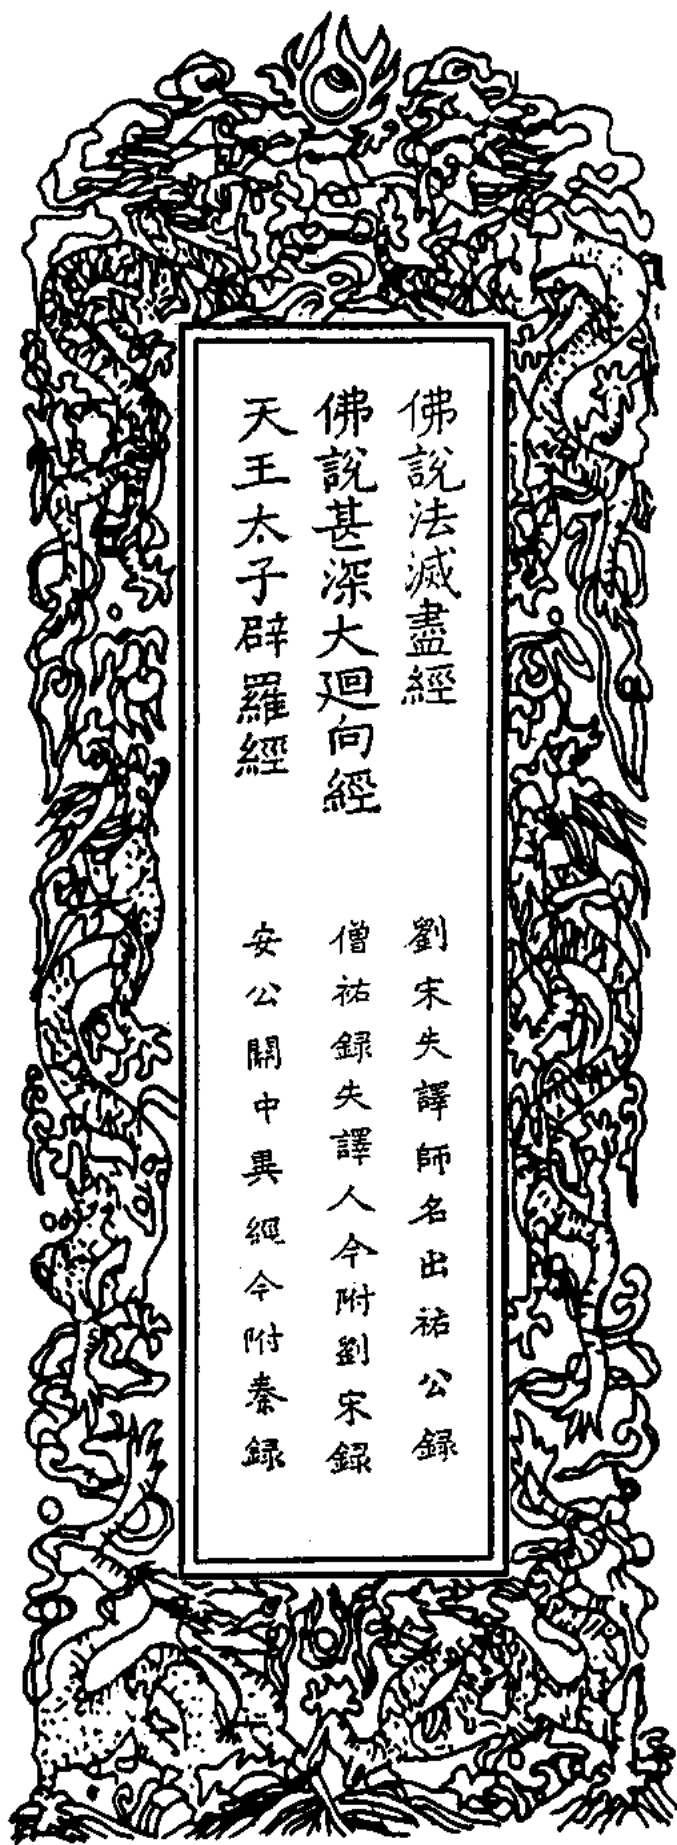 佛說法滅盡經 劉宋失譯師名出祐公錄
佛說甚深大迴向經 僧祐錄失譯人今附劉宋錄
天王太子辟羅經 安公關中異經今附秦錄